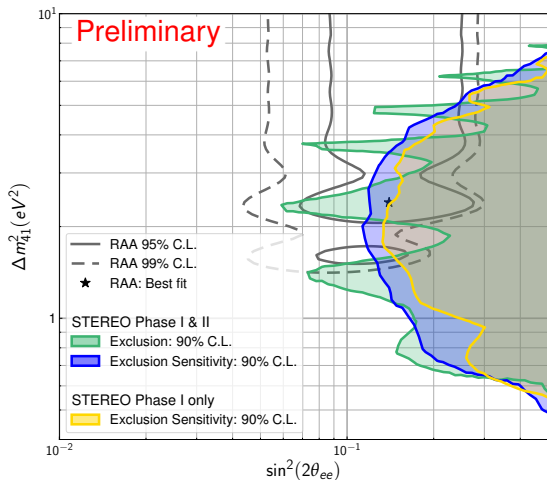 Preliminary
10¹
Δm²₄₁(eV²)
1
RAA 95% C.L.
RAA 99% C.L.
RAA: Best fit
STEREO Phase I & II
Exclusion: 90% C.L.
Exclusion Sensitivity: 90% C.L.
STEREO Phase I only
Exclusion Sensitivity: 90% C.L.
10⁻² 10⁻¹
sin²(2θₑₑ)